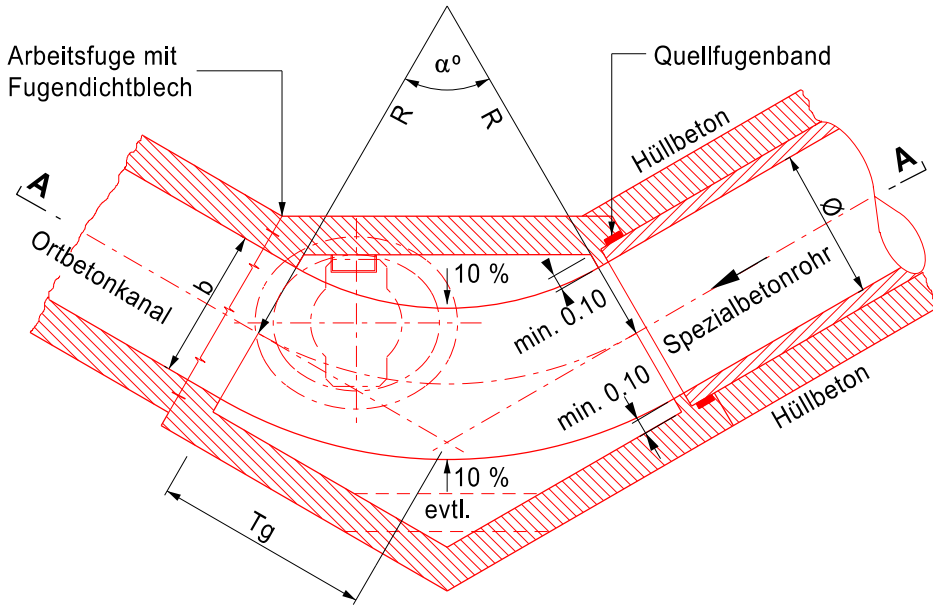 Arbeitsfuge mit
Fugendichtblech
α°
R
R
Quellfugenband
Hüllbeton
A
A
Ø
Ortbetonkanal
b
10 %
min. 0.10
Spezialbetonrohr
min. 0.10
Hüllbeton
10 %
evtl.
Tg